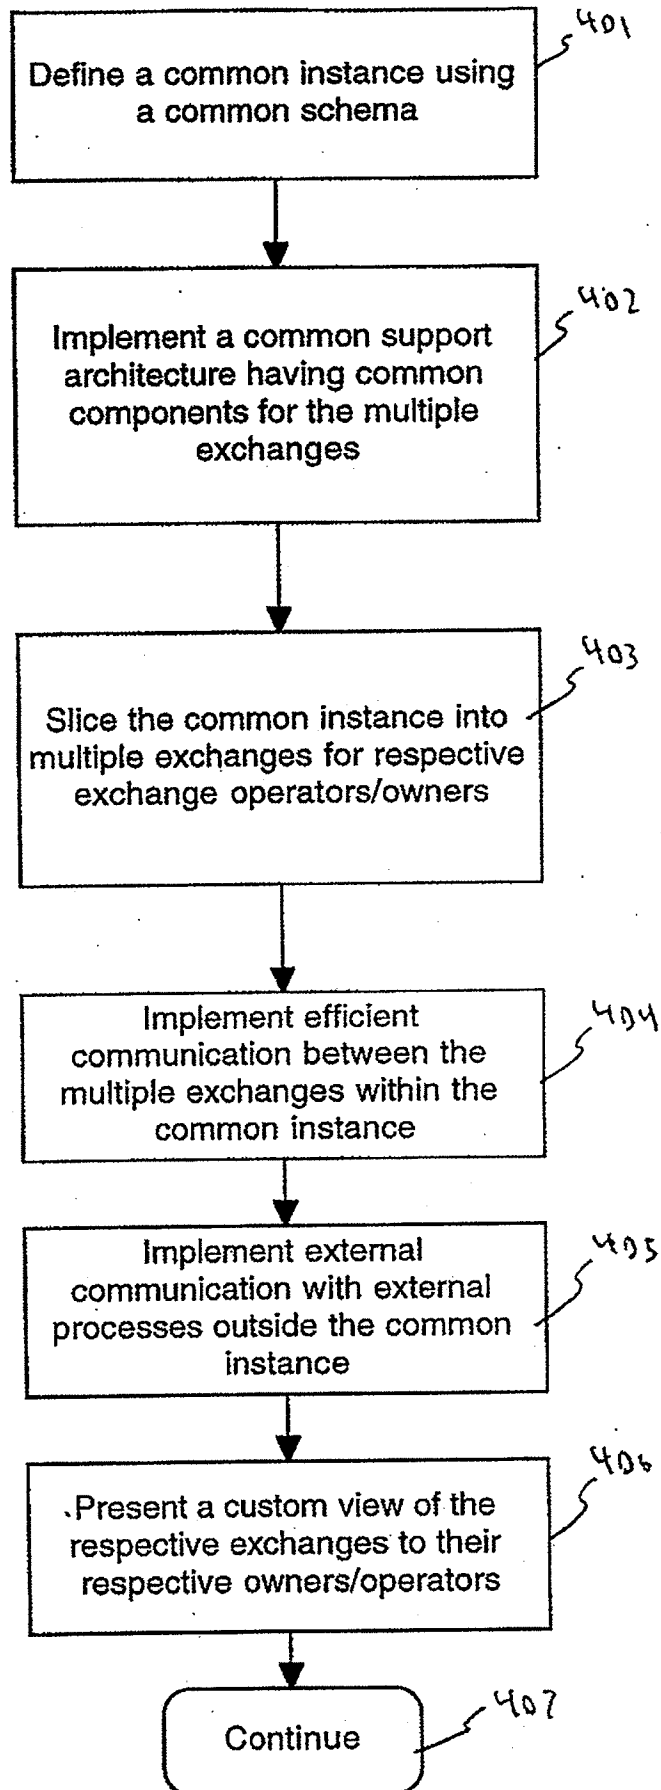 401
Define a common instance using
a common schema
402
Implement a common support
architecture having common
components for the multiple
exchanges
403
Slice the common instance into
multiple exchanges for respective
exchange operators/owners
404
Implement efficient
communication between the
multiple exchanges within the
common instance
405
Implement external
communication with external
processes outside the common
instance
406
Present a custom view of the
respective exchanges to their
respective owners/operators
407
Continue